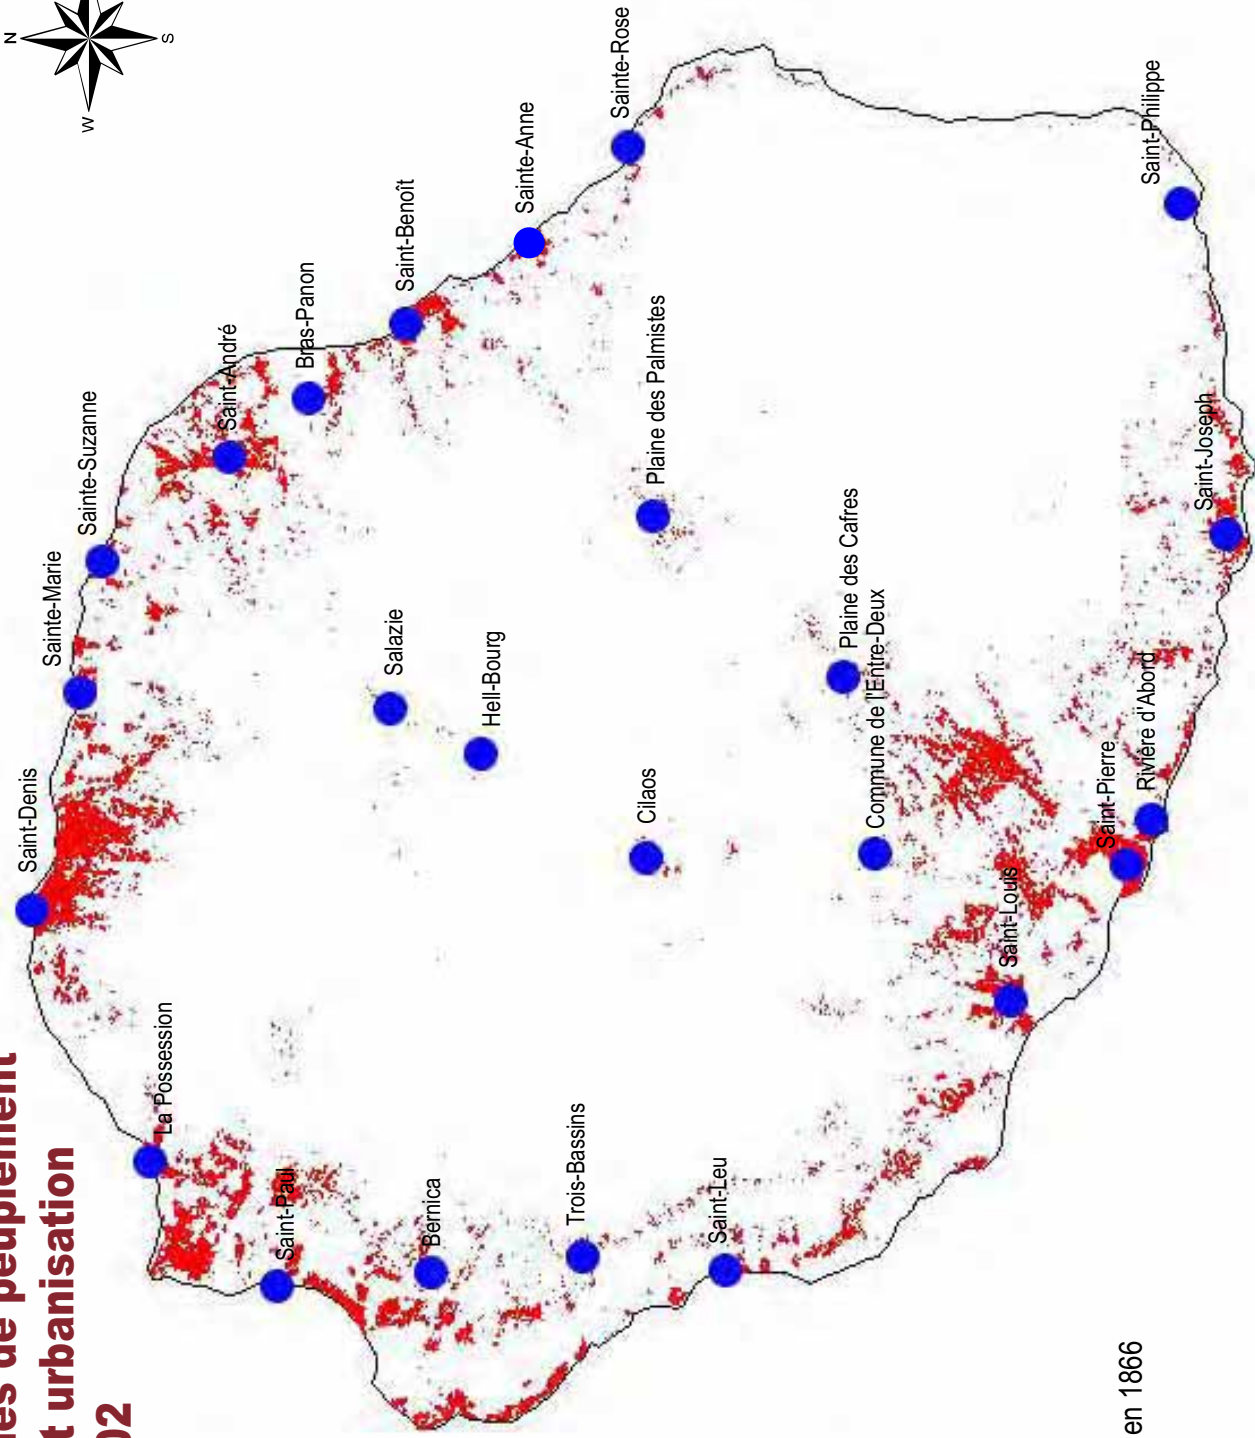 de peuplement
urbanisation
02
N
S
W
Saint-Denis
Sainte-Marie
Sainte-Suzanne
Saint-André
Bras-Panon
Saint-Benoît
Sainte-Anne
Sainte-Rose
La Possession
Salazie
Hell-Bourg
Saint-Paul
Bernica
Cilaos
Plaine des Palmistes
Trois-Bassins
Saint-Leu
Plaine des Cafres
Commune de l'Entre-Deux
Saint-Louis
Saint-Pierre
Rivière d'Abord
Saint-Joseph
Saint-Philippe
en 1866